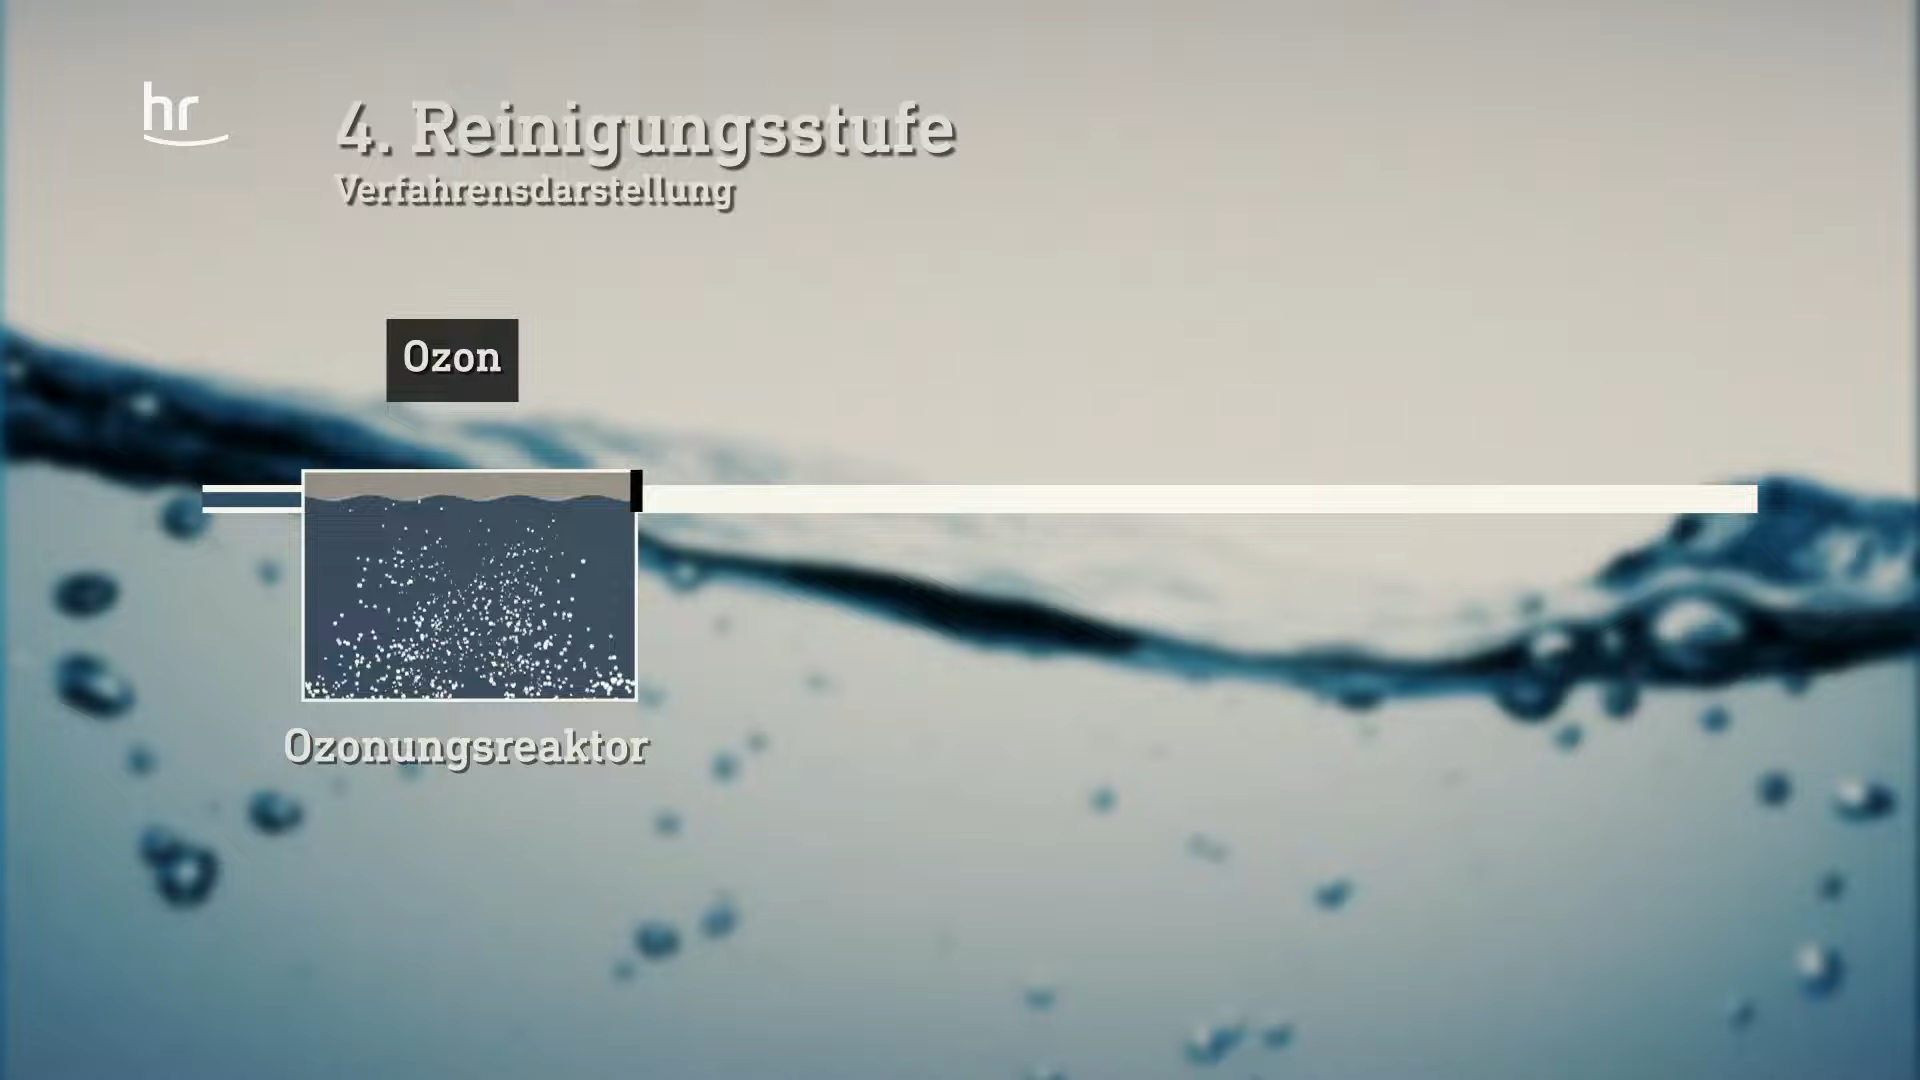 hr
4. Reinigungsstufe
Verfahrensdarstellung
Ozon
Ozonungsreaktor